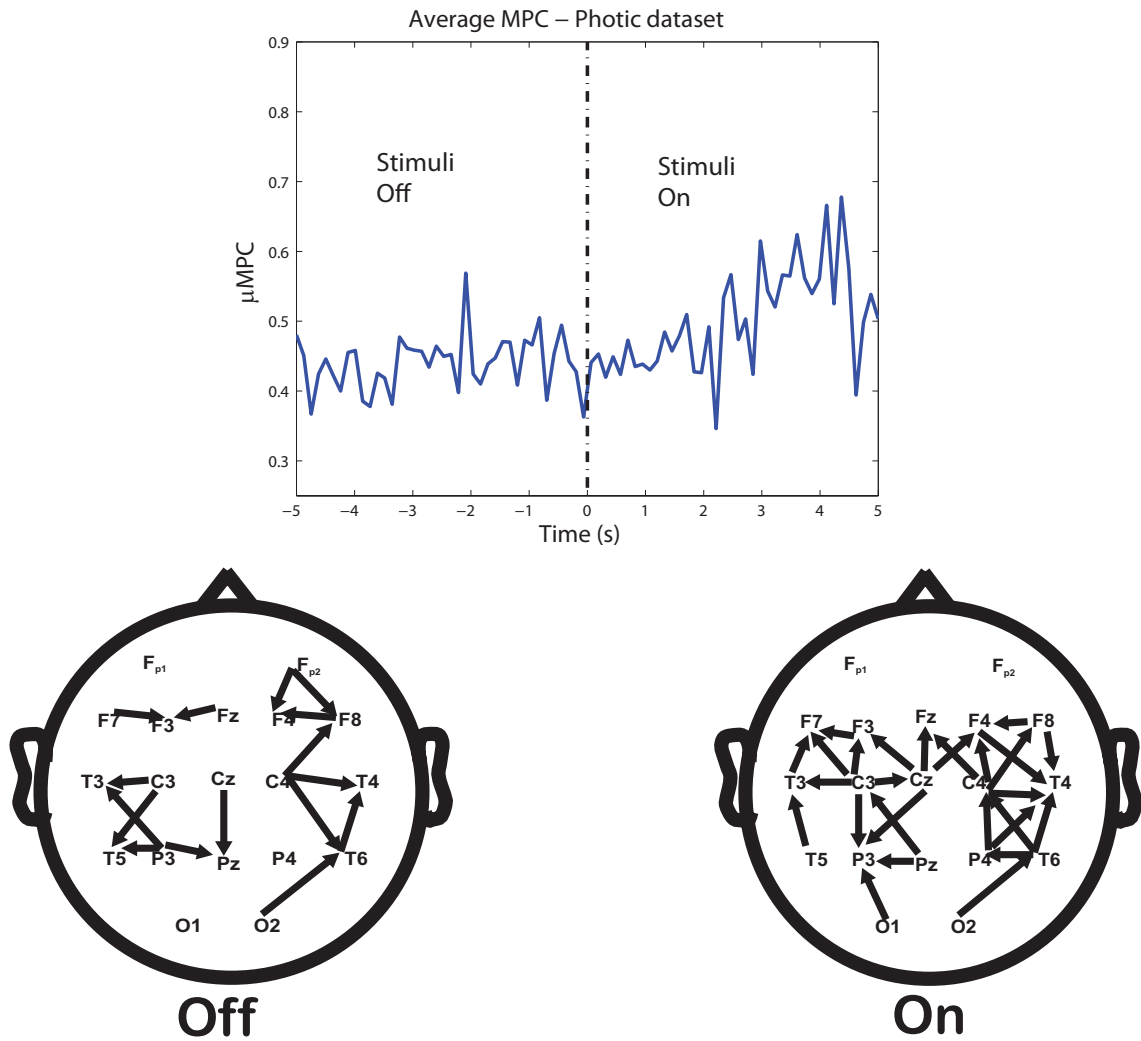 Average MPC – Photic dataset
0.9
0.8
0.7
0.6
0.5
0.4
0.3
µMPC
Stimuli
Off
Stimuli
On
−5 −4 −3 −2 −1 0 1 2 3 4 5
Time (s)
Fp1 Fp2
F7 F3 Fz F4 F8
T3 C3 Cz C4 T4
T5 P3 Pz P4 T6
O1 O2
Off
Fp1 Fp2
F7 F3 Fz F4 F8
T3 C3 Cz C4 T4
T5 P3 Pz P4 T6
O1 O2
On